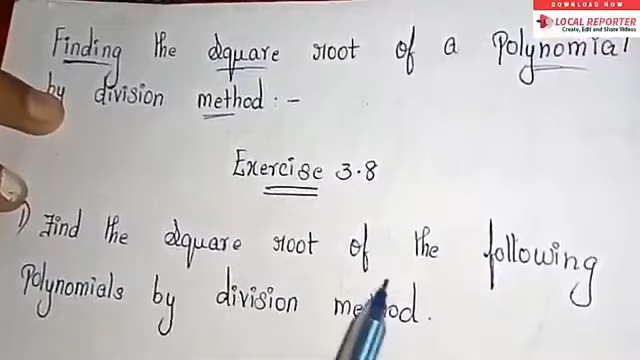 DOWNLOAD NOW
LOCAL REPORTER
Create, Edit and Share Videos
Finding the square root of a Polynomial
by division method :-
Exercise 3.8
1) Find the square root of the following
Polynomials by division method.